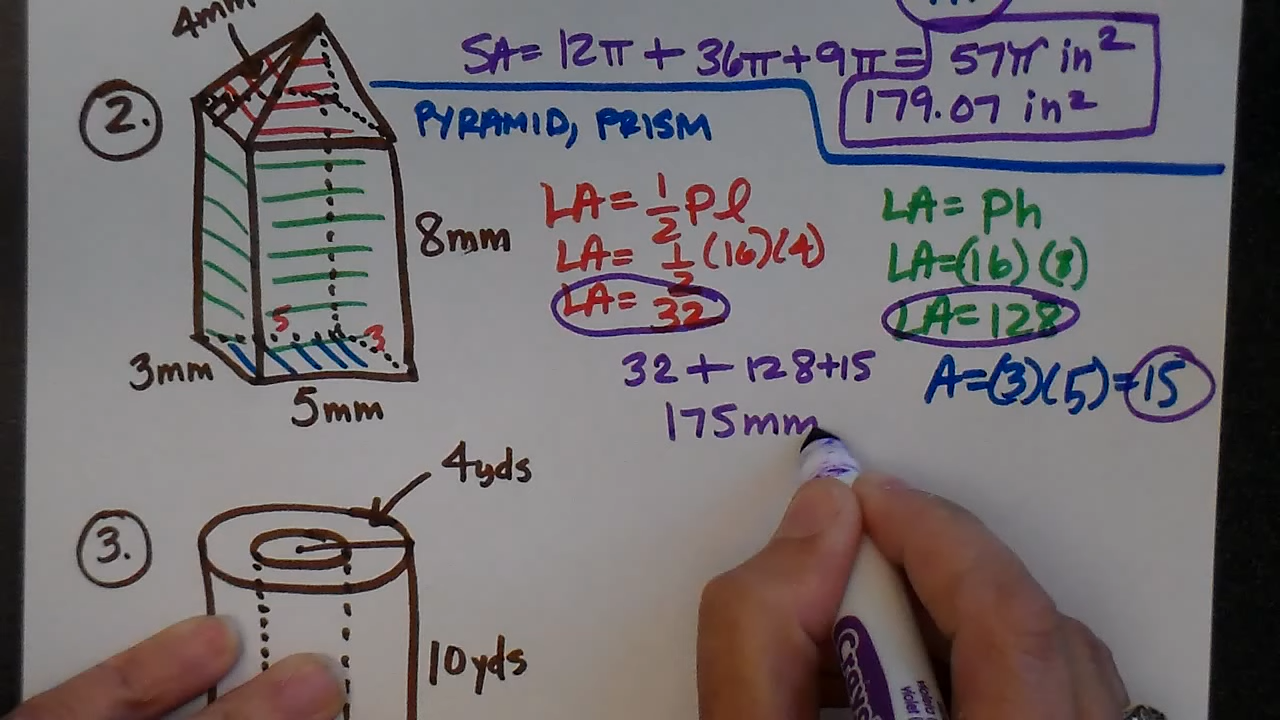 4mm
2.
SA = 12π + 36π + 9π = 57π in²
179.07 in²
PYRAMID, PRISM
LA = 1/2 Pl
LA = 1/2 (16)(4)
LA = 32
LA = Ph
LA = (16)(8)
LA = 128
8mm
5
3
3mm
5mm
32 + 128 + 15
A = (3)(5) = 15
175mm
3.
4yds
10yds
Crayo